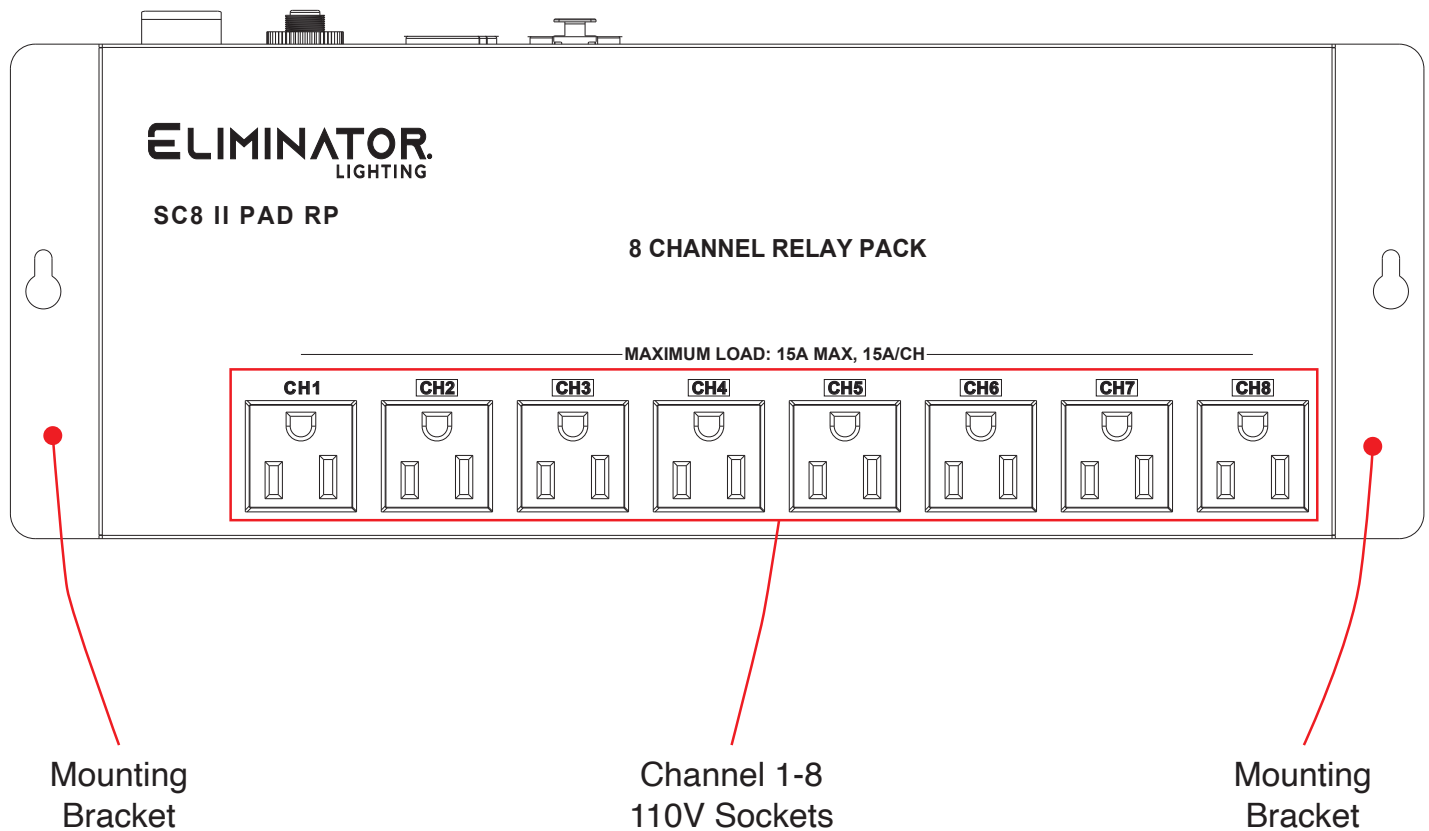 ELIMINATOR.
LIGHTING
SC8 II PAD RP
8 CHANNEL RELAY PACK
MAXIMUM LOAD: 15A MAX, 15A/CH
CH1 CH2 CH3 CH4 CH5 CH6 CH7 CH8
Mounting
Bracket
Channel 1-8
110V Sockets
Mounting
Bracket